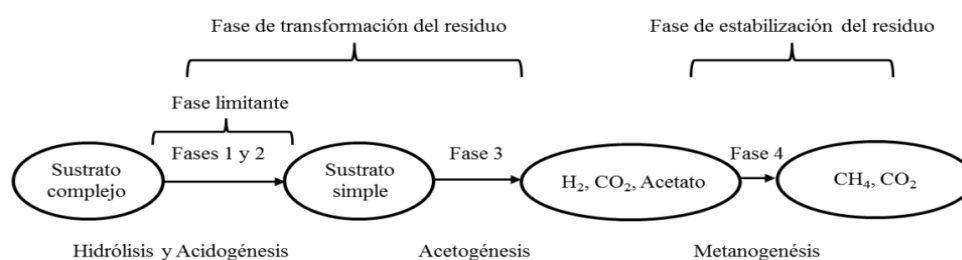 Fase de transformación del residuo
Fase de estabilización del residuo
Fase limitante
Fases 1 y 2
Fase 3
Fase 4
Sustrato
complejo
Sustrato
simple
H₂, CO₂, Acetato
CH₄, CO₂
Hidrólisis y Acidogénesis
Acetogénesis
Metanogenésis